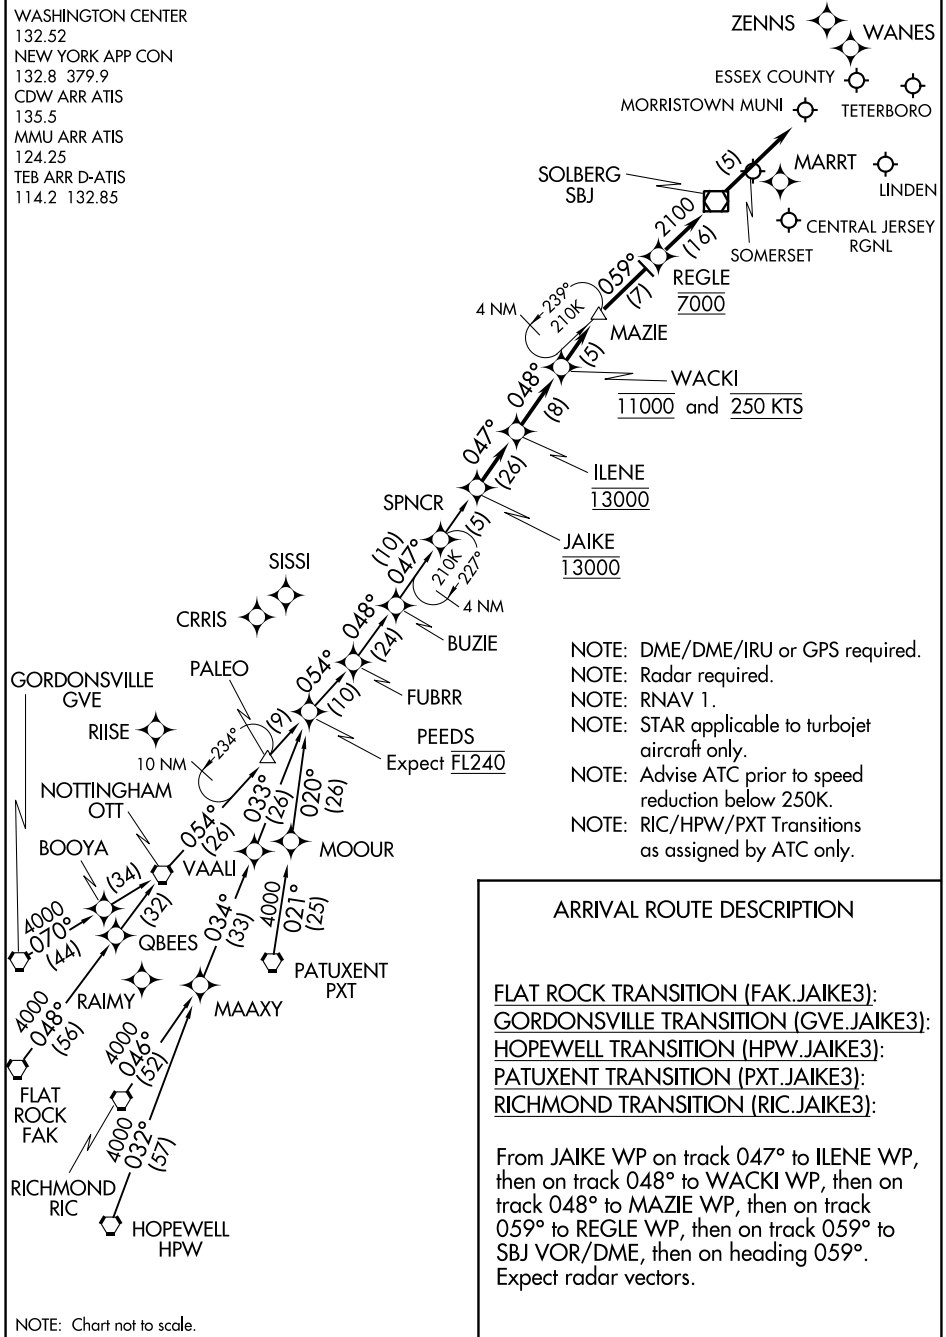 WASHINGTON CENTER
132.52
NEW YORK APP CON
132.8 379.9
CDW ARR ATIS
135.5
MMU ARR ATIS
124.25
TEB ARR D-ATIS
114.2 132.85
ZENNS
WANES
ESSEX COUNTY
TETERBORO
MORRISTOWN MUNI
MARRT
LINDEN
SOLBERG
SBJ
(5)
CENTRAL JERSEY
RGNL
SOMERSET
2100
(16)
REGLE
7000
059°
(7)
4 NM
239°
210K
MAZIE
(5)
WACKI
11000 and 250 KTS
048°
(8)
047°
(26)
ILENE
13000
SPNCR
(5)
JAIKE
13000
(10)
047°
210K
227°
4 NM
SISSI
CRRIS
048°
(24)
BUZIE
PALEO
054°
(10)
FUBRR
GORDONSVILLE
GVE
RIISE
(9)
234°
10 NM
PEEDS
Expect FL240
NOTTINGHAM
OTT
054°
(26)
033°
(26)
020°
(26)
BOOYA
VAALI
MOOUR
(34)
(32)
4000
070°
(44)
QBEES
034°
(33)
4000
021°
(25)
RAIMY
MAAXY
PATUXENT
PXT
4000
048°
(56)
4000
046°
(52)
FLAT
ROCK
FAK
4000
032°
(57)
RICHMOND
RIC
HOPEWELL
HPW
NOTE: DME/DME/IRU or GPS required.
NOTE: Radar required.
NOTE: RNAV 1.
NOTE: STAR applicable to turbojet
aircraft only.
NOTE: Advise ATC prior to speed
reduction below 250K.
NOTE: RIC/HPW/PXT Transitions
as assigned by ATC only.
ARRIVAL ROUTE DESCRIPTION
FLAT ROCK TRANSITION (FAK.JAIKE3):
GORDONSVILLE TRANSITION (GVE.JAIKE3):
HOPEWELL TRANSITION (HPW.JAIKE3):
PATUXENT TRANSITION (PXT.JAIKE3):
RICHMOND TRANSITION (RIC.JAIKE3):
From JAIKE WP on track 047° to ILENE WP,
then on track 048° to WACKI WP, then on
track 048° to MAZIE WP, then on track
059° to REGLE WP, then on track 059° to
SBJ VOR/DME, then on heading 059°.
Expect radar vectors.
NOTE: Chart not to scale.